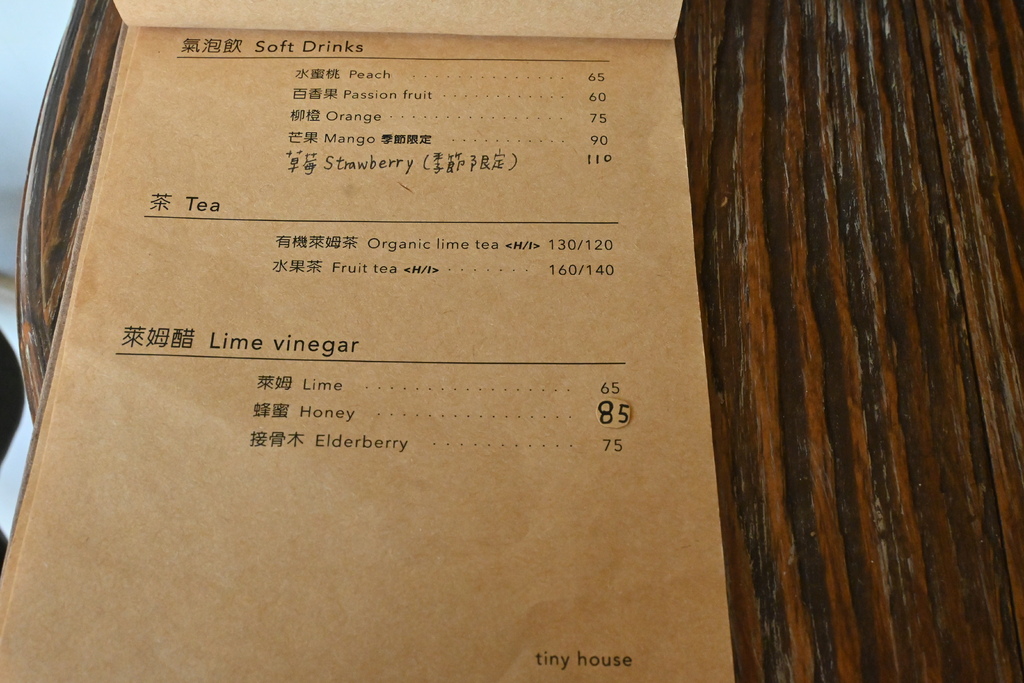 氣泡飲 Soft Drinks
水蜜桃 Peach ............... 65
百香果 Passion fruit ............ 60
柳橙 Orange ................ 75
芒果 Mango 季節限定 .......... 90
草莓 Strawberry (季節限定) 110
茶 Tea
有機萊姆茶 Organic lime tea <H/I> 130/120
水果茶 Fruit tea <H/I> ....... 160/140
萊姆醋 Lime vinegar
萊姆 Lime ................. 65
蜂蜜 Honey ................ 85
接骨木 Elderberry ............ 75
tiny house